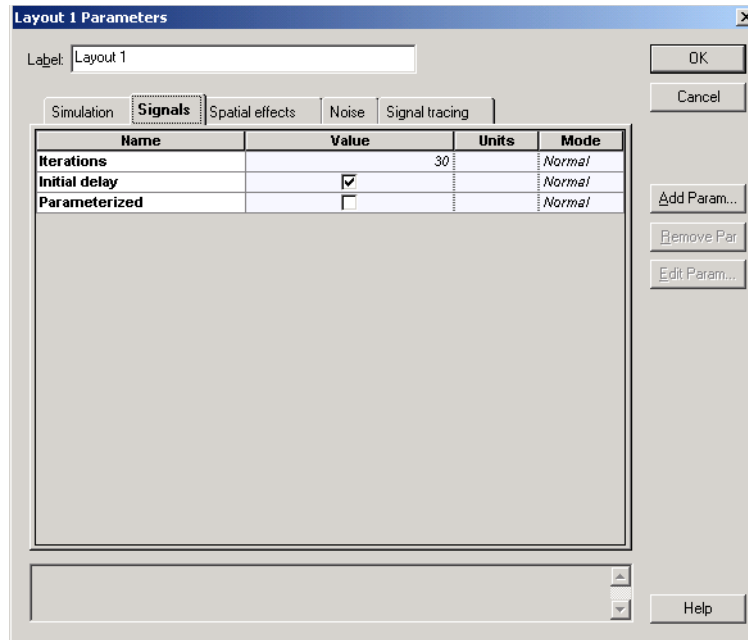 Layout 1 Parameters
Label: Layout 1
OK
Cancel
Simulation Signals Spatial effects Noise Signal tracing
Name Value Units Mode
Iterations 30 Normal
Initial delay Normal
Parameterized Normal
Add Param...
Remove Par
Edit Param...
Help